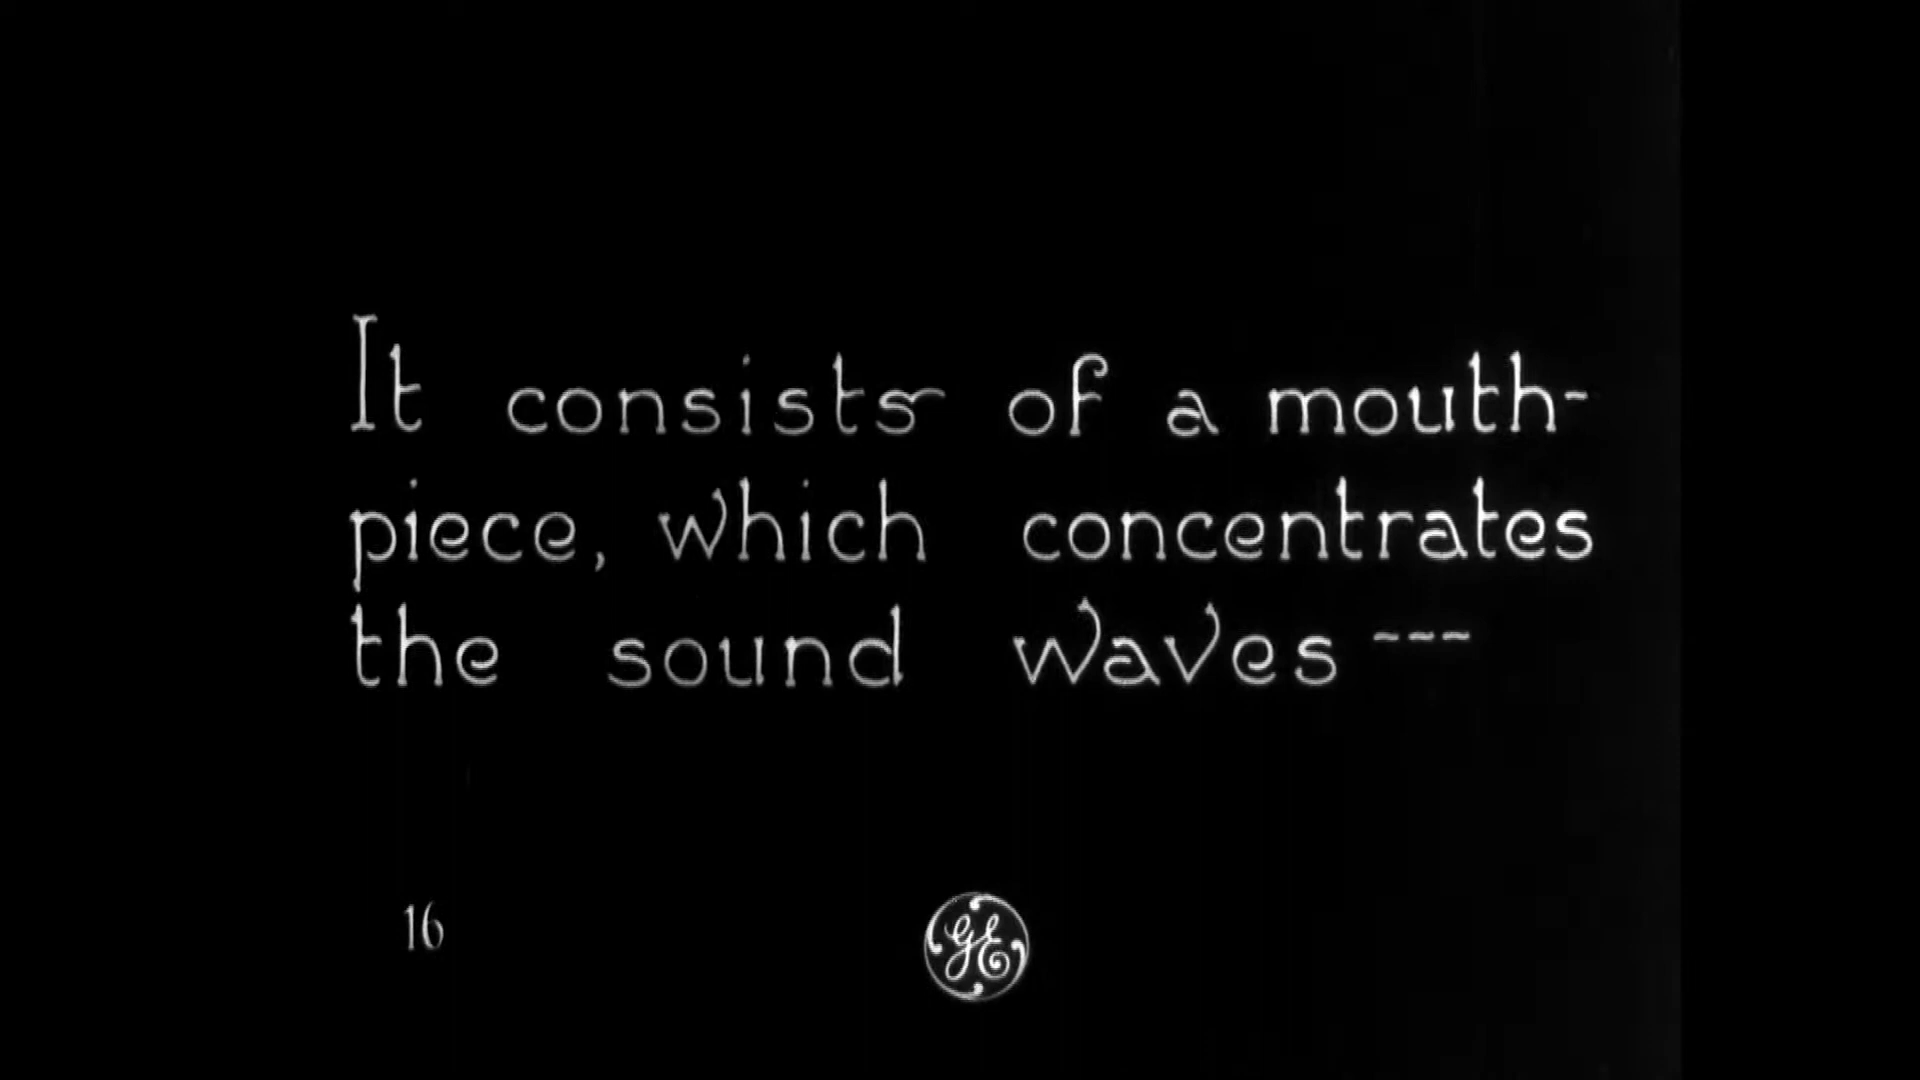 It consists of a mouth-
piece, which concentrates
the sound waves ---
16
GE